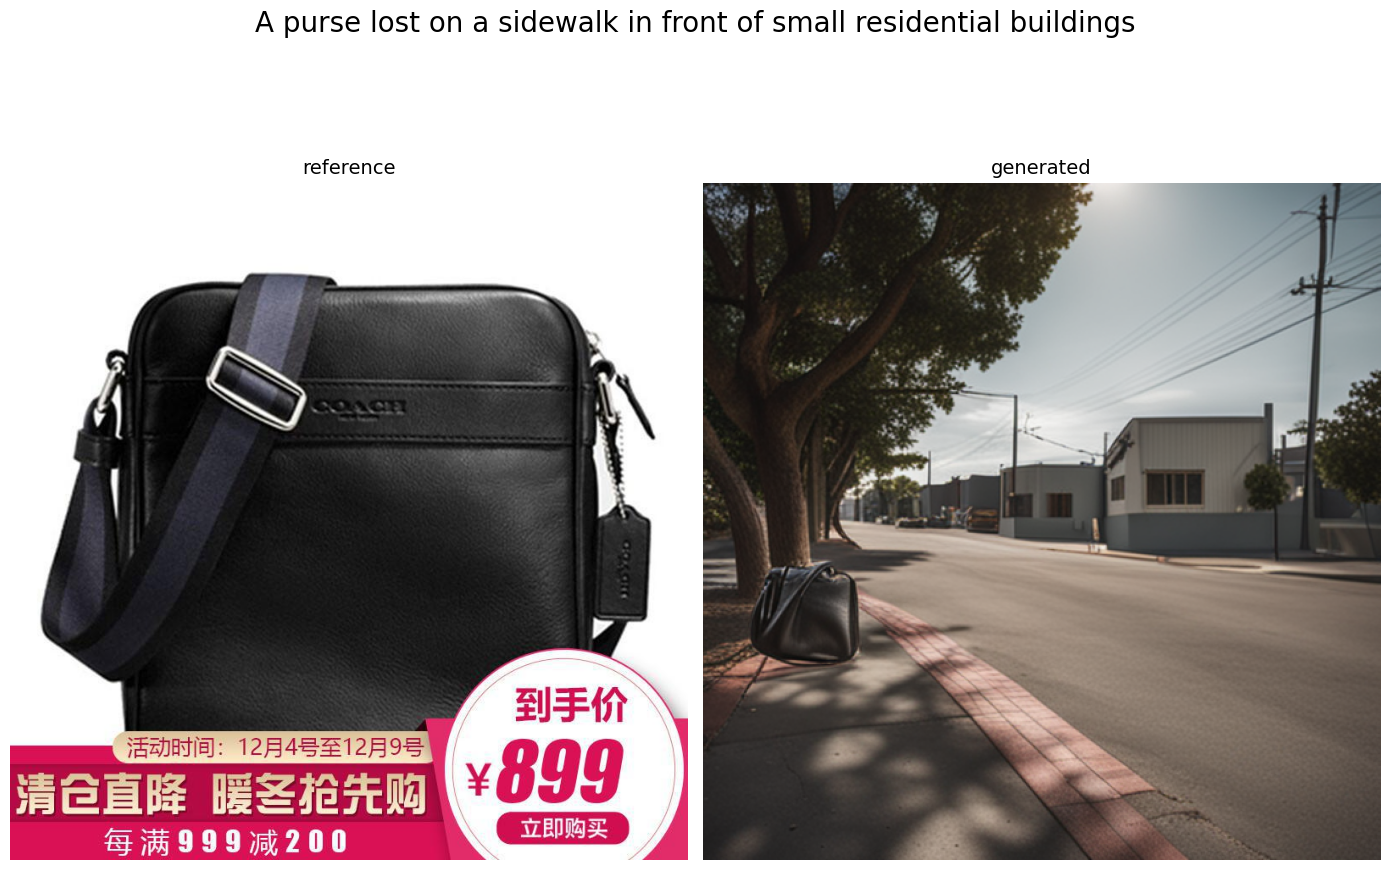 A purse lost on a sidewalk in front of small residential buildings
reference
generated
COACH
COACH
到手价
¥899
立即购买
活动时间：12月4号至12月9号
清仓直降 暖冬抢先购
每满999减200